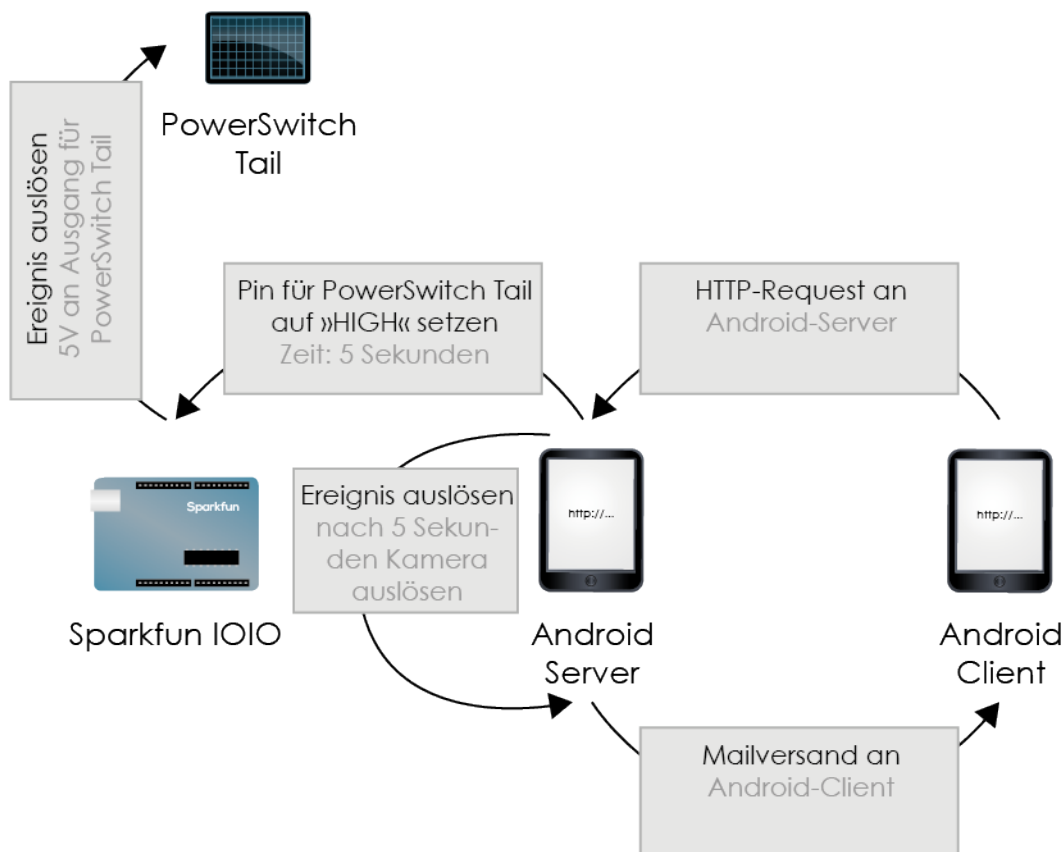 PowerSwitch
Tail
Ereignis auslösen
5V an Ausgang für
PowerSwitch Tail
Pin für PowerSwitch Tail
auf »HIGH« setzen
Zeit: 5 Sekunden
HTTP-Request an
Android-Server
Sparkfun
Sparkfun IOIO
Ereignis auslösen
nach 5 Sekun-
den Kamera
auslösen
http://...
Android
Server
http://...
Android
Client
Mailversand an
Android-Client